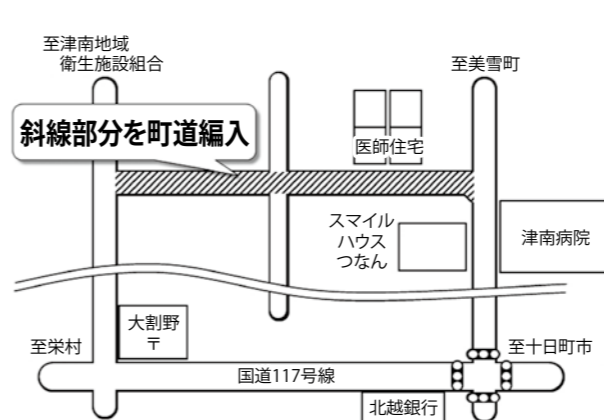 至津南地域
衛生施設組合
至美雪町
斜線部分を町道編入
医師住宅
スマイル
ハウス
つなん
津南病院
大割野
〒
至栄村
至十日町市
国道117号線
北越銀行